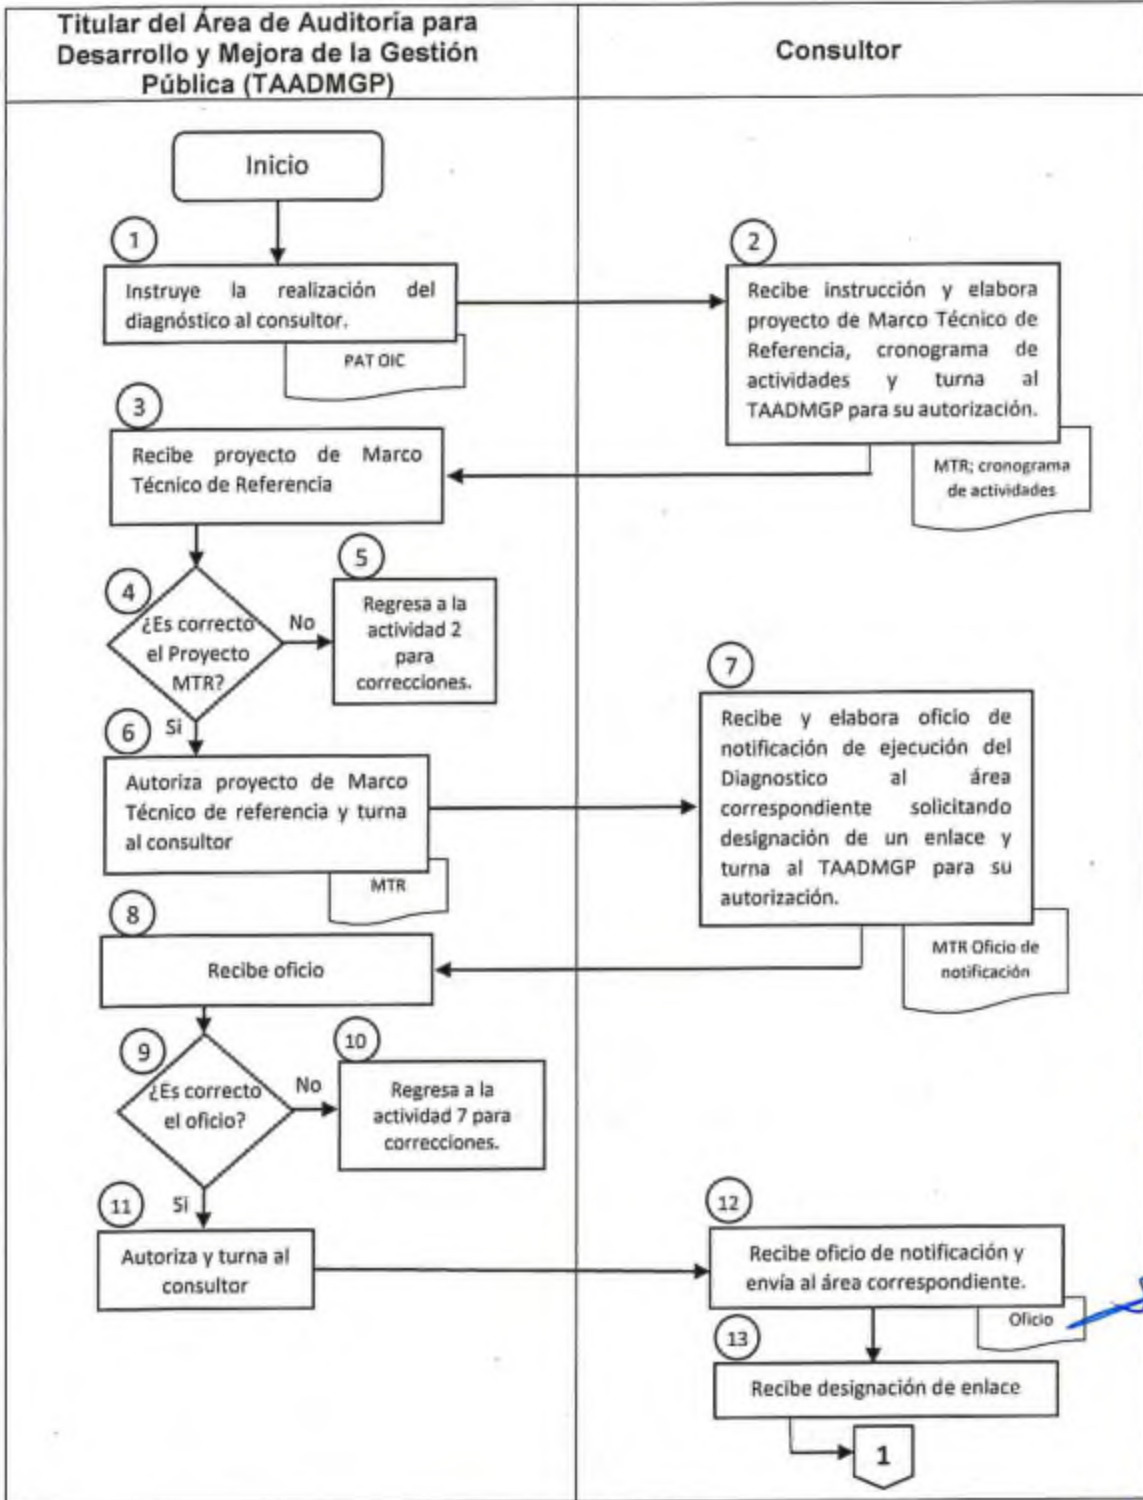 Titular del Área de Auditoría para
Desarrollo y Mejora de la Gestión
Pública (TAADMGP)
Consultor
Inicio
1
Instruye la realización del
diagnóstico al consultor.
PAT OIC
2
Recibe instrucción y elabora
proyecto de Marco Técnico de
Referencia, cronograma de
actividades y turna al
TAADMGP para su autorización.
MTR; cronograma
de actividades
3
Recibe proyecto de Marco
Técnico de Referencia
4
¿Es correcto
el Proyecto
MTR?
No
5
Regresa a la
actividad 2
para
correcciones.
Si
6
Autoriza proyecto de Marco
Técnico de referencia y turna
al consultor
MTR
7
Recibe y elabora oficio de
notificación de ejecución del
Diagnostico al área
correspondiente solicitando
designación de un enlace y
turna al TAADMGP para su
autorización.
MTR Oficio de
notificación
8
Recibe oficio
9
¿Es correcto
el oficio?
No
10
Regresa a la
actividad 7 para
correcciones.
Si
11
Autoriza y turna al
consultor
12
Recibe oficio de notificación y
envía al área correspondiente.
Oficio
13
Recibe designación de enlace
1